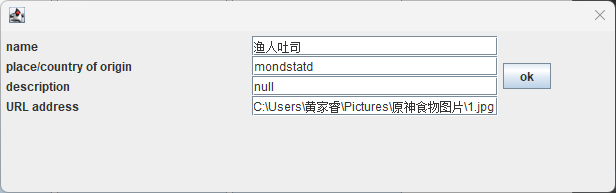 name 渔人吐司
place/country of origin mondstatd
description null
ok
URL address C:\Users\黄家睿\Pictures\原神食物图片\1.jpg